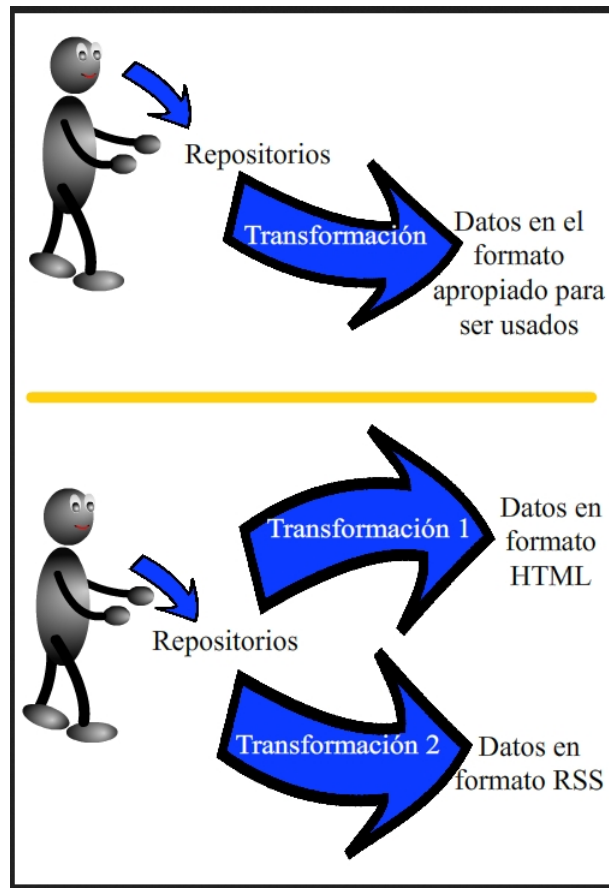 Repositorios
Transformación
Datos en el
formato
apropiado para
ser usados
Transformación 1
Datos en
formato
HTML
Repositorios
Transformación 2
Datos en
formato RSS